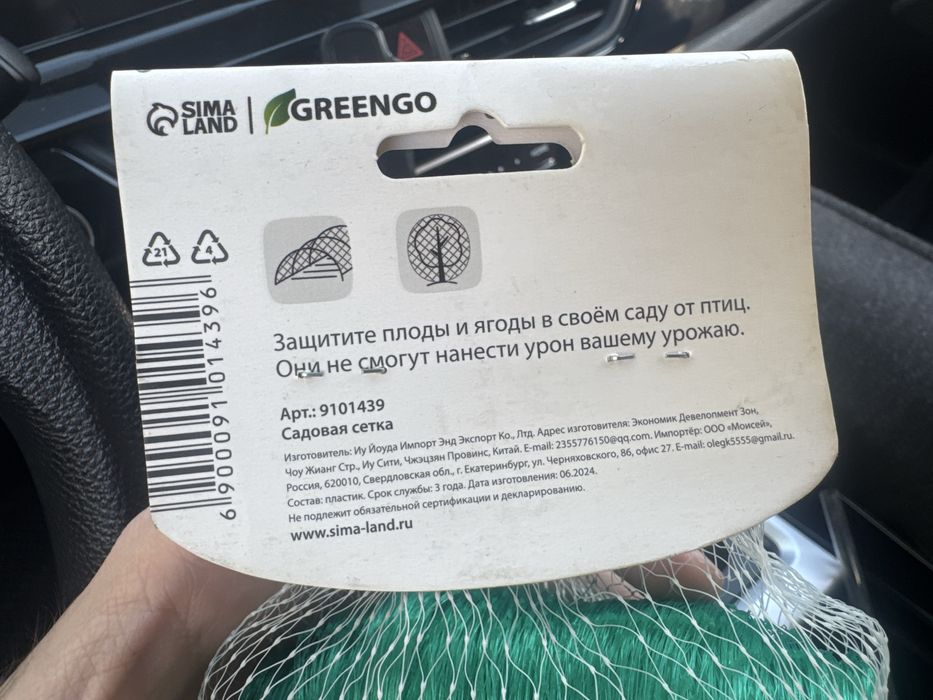 SIMA LAND | GREENGO
21 4
Защитите плоды и ягоды в своём саду от птиц.
Они не смогут нанести урон вашему урожаю.
Арт.: 9101439
Садовая сетка
Изготовитель: Иу Йоуда Импорт Энд Экспорт Ко., Лтд. Адрес изготовителя: Экономик Девелопмент Зон,
Чоу Жианг Стр., Иу Сити, Чжэцзян Провинс, Китай. E-mail: 2355776150@qq.com. Импортёр: ООО «Моисей»,
Россия, 620010, Свердловская обл., г. Екатеринбург, ул. Черняховского, 86, офис 27. E-mail: olegk5555@gmail.ru.
Состав: пластик. Срок службы: 3 года. Дата изготовления: 06.2024.
Не подлежит обязательной сертификации и декларированию.
www.sima-land.ru
6 900091 014396